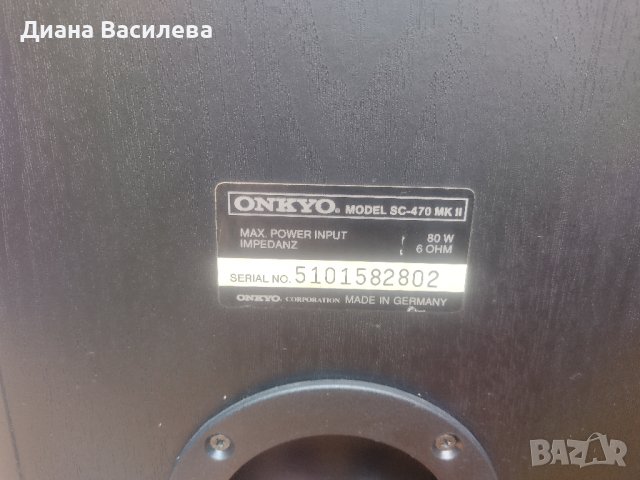 Диана Василева
ONKYO® MODEL SC-470 MK II
MAX. POWER INPUT 80 W
IMPEDANZ 6 OHM
SERIAL NO. 5101582802
ONKYO. CORPORATION MADE IN GERMANY
BAZAR